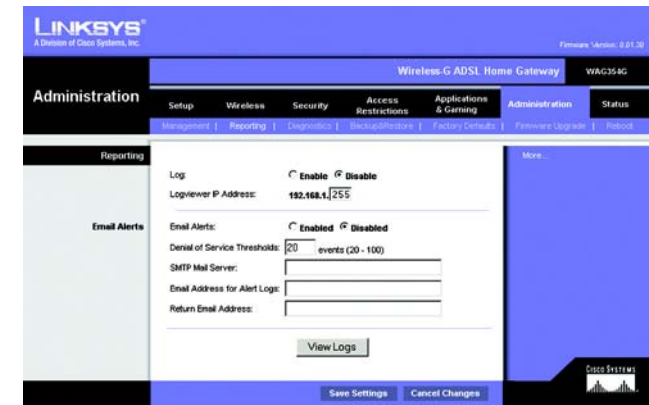 LINKSYS®
A Division of Cisco Systems, Inc.
Firmware Version: 0.01.30
Wireless-G ADSL Home Gateway WAG354G
Administration
Setup Wireless Security Access Restrictions Applications & Gaming Administration Status
Management | Reporting | Diagnostics | Backup&Restore | Factory Defaults | Firmware Upgrade | Reboot
Reporting
More...
Log: Enable Disable
Logviewer IP Address: 192.168.1. 255
Email Alerts
Email Alerts: Enabled Disabled
Denial of Service Thresholds: 20 events (20 - 100)
SMTP Mail Server:
Email Address for Alert Logs:
Return Email Address:
View Logs
Save Settings Cancel Changes
CISCO SYSTEMS